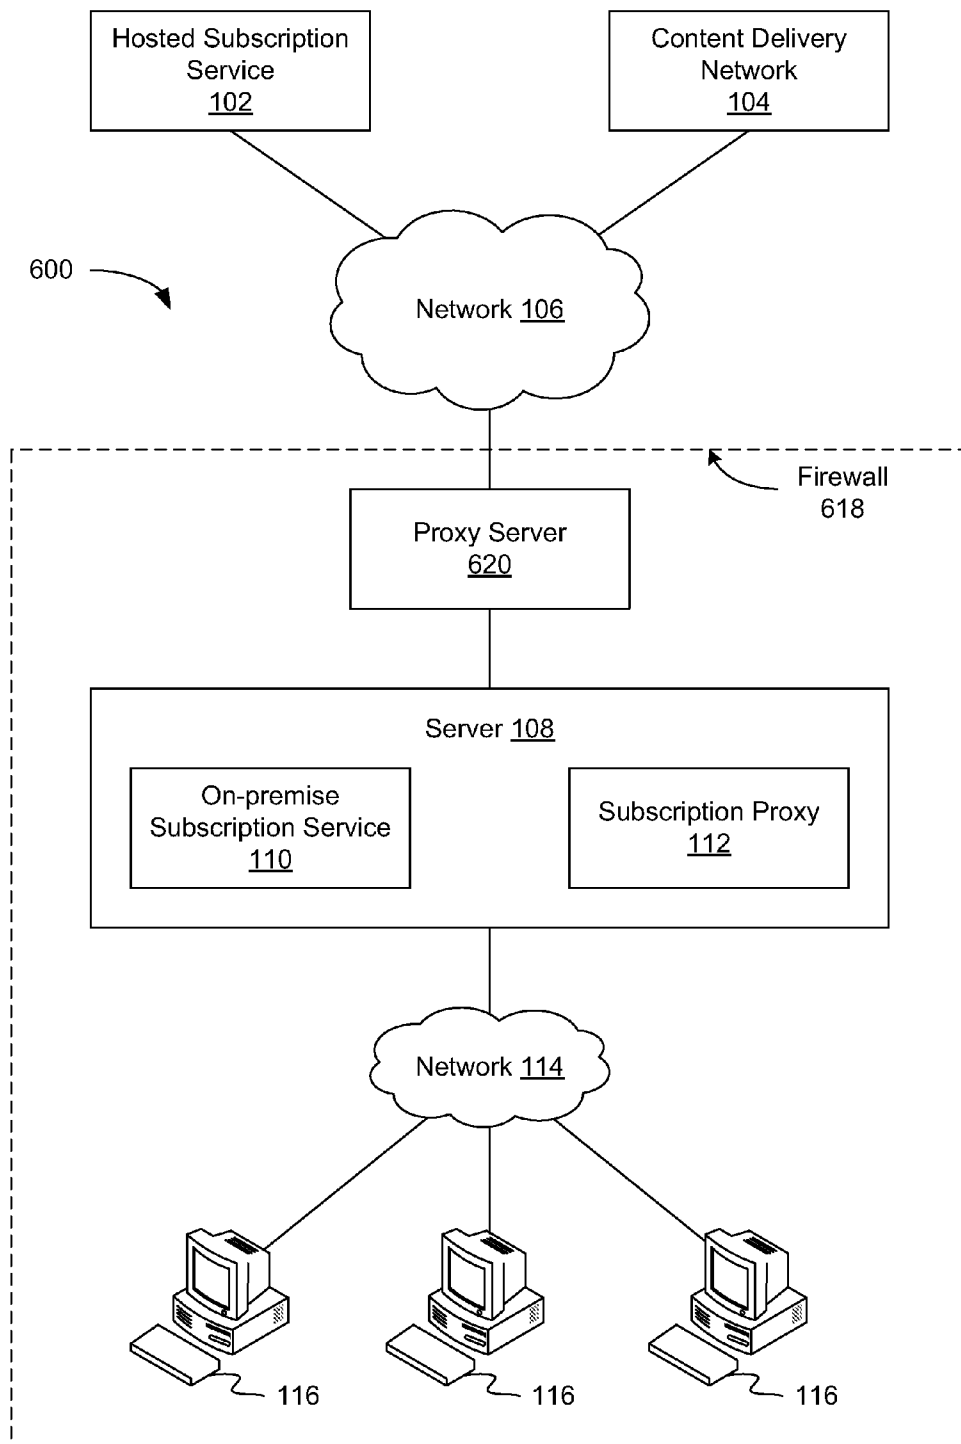 Hosted Subscription
Service
102
Content Delivery
Network
104
600
Network 106
Firewall
618
Proxy Server
620
Server 108
On-premise
Subscription Service
110
Subscription Proxy
112
Network 114
116
116
116